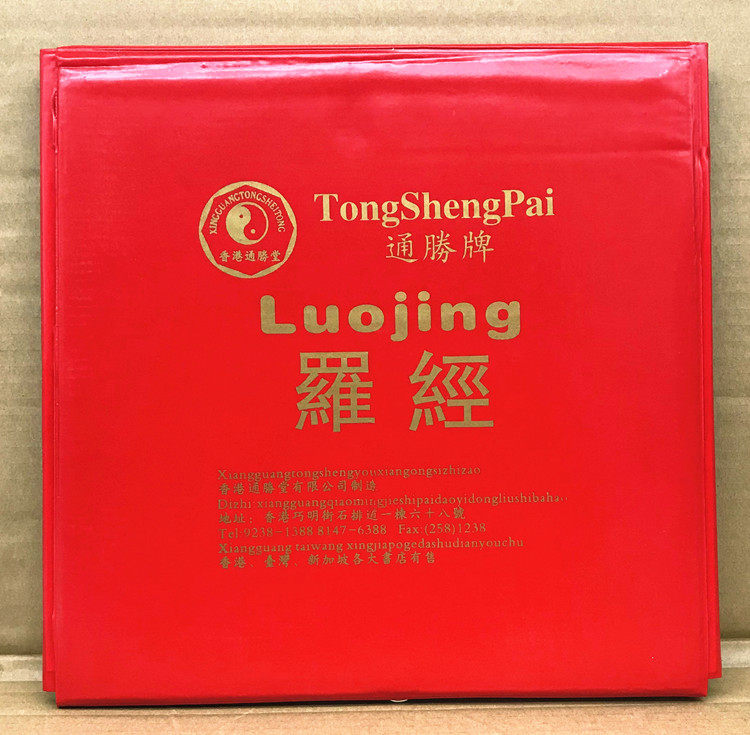 XINGGUANGTONGSHEITONG
香港通勝堂
TongShengPai
通勝牌
Luojing
羅經
Xiangguangtongshengyouxiangongsizhizao
香港通勝堂有限公司制造
Dizhi:xiangguangqiaomingjieshipaidaoyidongliushibahao
地址：香港巧明街石排道一棟六十八號
Tel:9238-1588 8147-6388 Fax:(258)1238
Xiangguang taiwang xingjiapogedashudianyouchu
香港、臺灣、新加坡各大書店有售